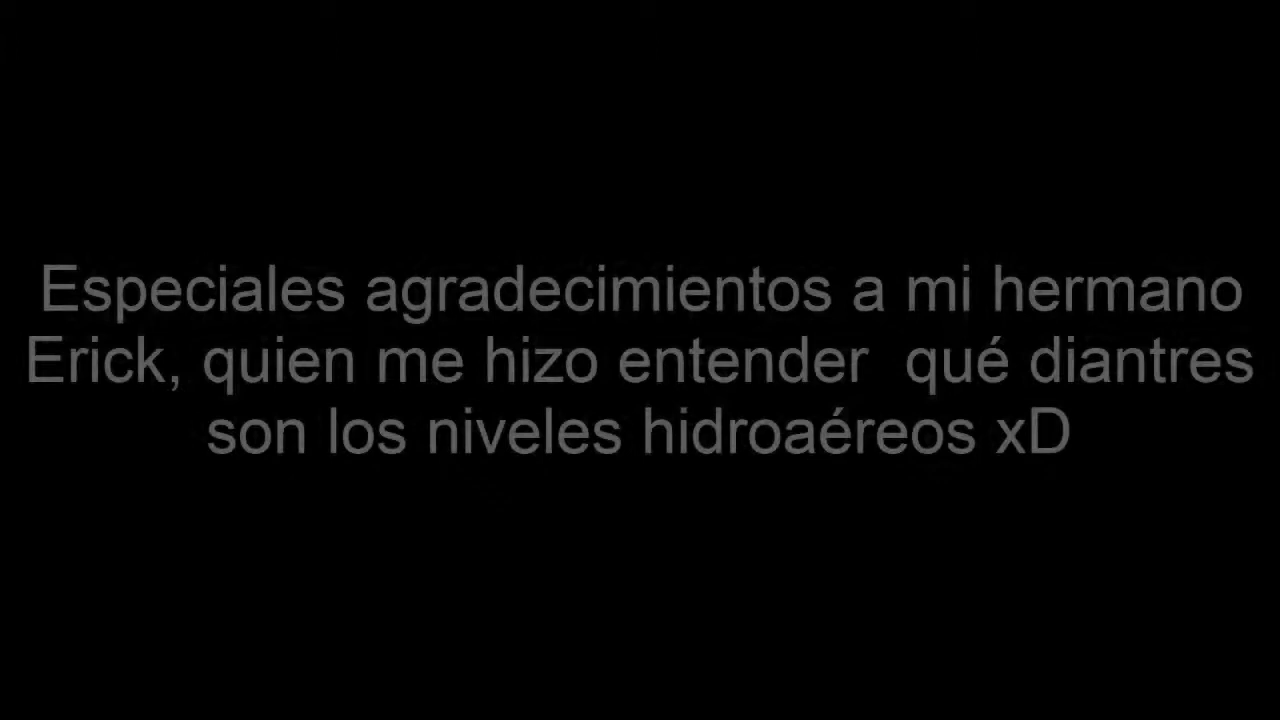 Especiales agradecimientos a mi hermano
Erick, quien me hizo entender  qué diantres
son los niveles hidroaéreos xD